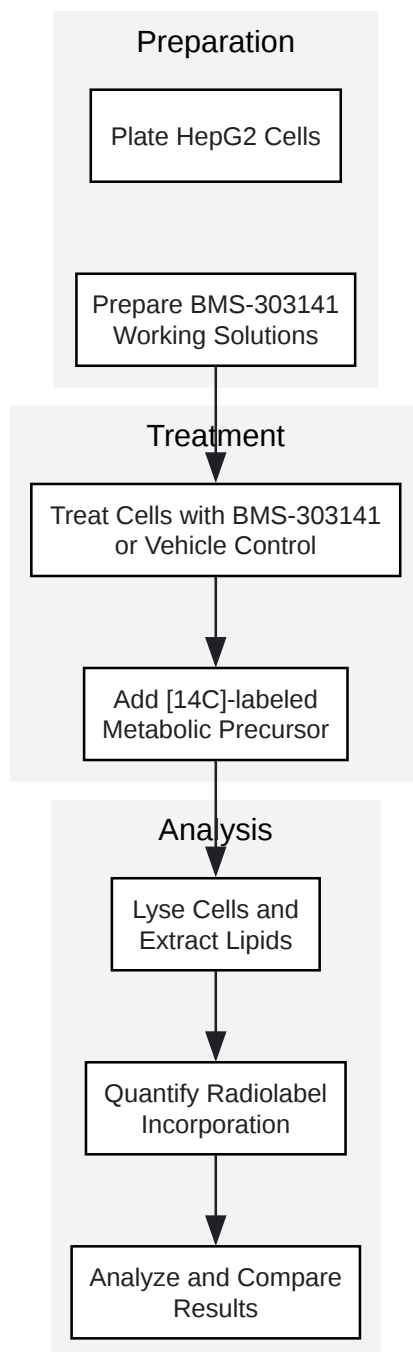 Preparation
Plate HepG2 Cells
Prepare BMS-303141
Working Solutions
Treatment
Treat Cells with BMS-303141
or Vehicle Control
Add [14C]-labeled
Metabolic Precursor
Analysis
Lyse Cells and
Extract Lipids
Quantify Radiolabel
Incorporation
Analyze and Compare
Results